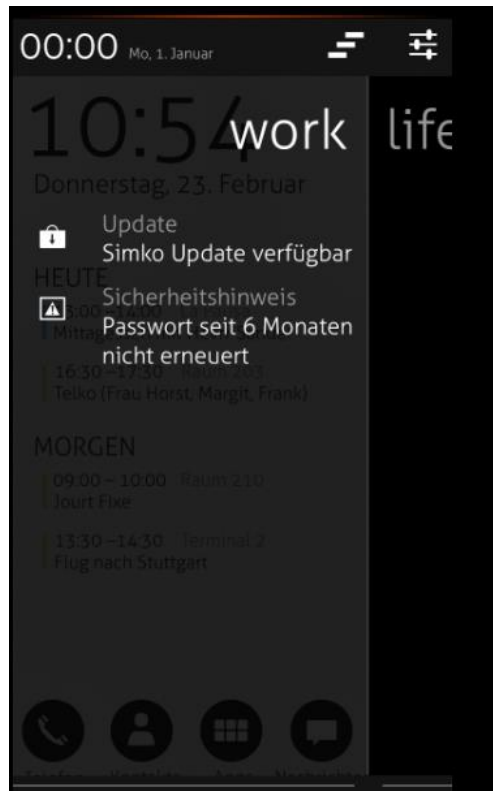 00:00 Mo, 1. Januar
10:54
work life
Donnerstag, 23. Februar
Update
Simko Update verfügbar
HEUTE
Sicherheitshinweis
Passwort seit 6 Monaten
nicht erneuert
16:30 –17:30 Raum 203
Telko (Frau Horst, Margit, Frank)
MORGEN
09:00 – 10:00 Raum 210
Jourt Fixe
13:30 –14:30 Terminal 2
Flug nach Stuttgart